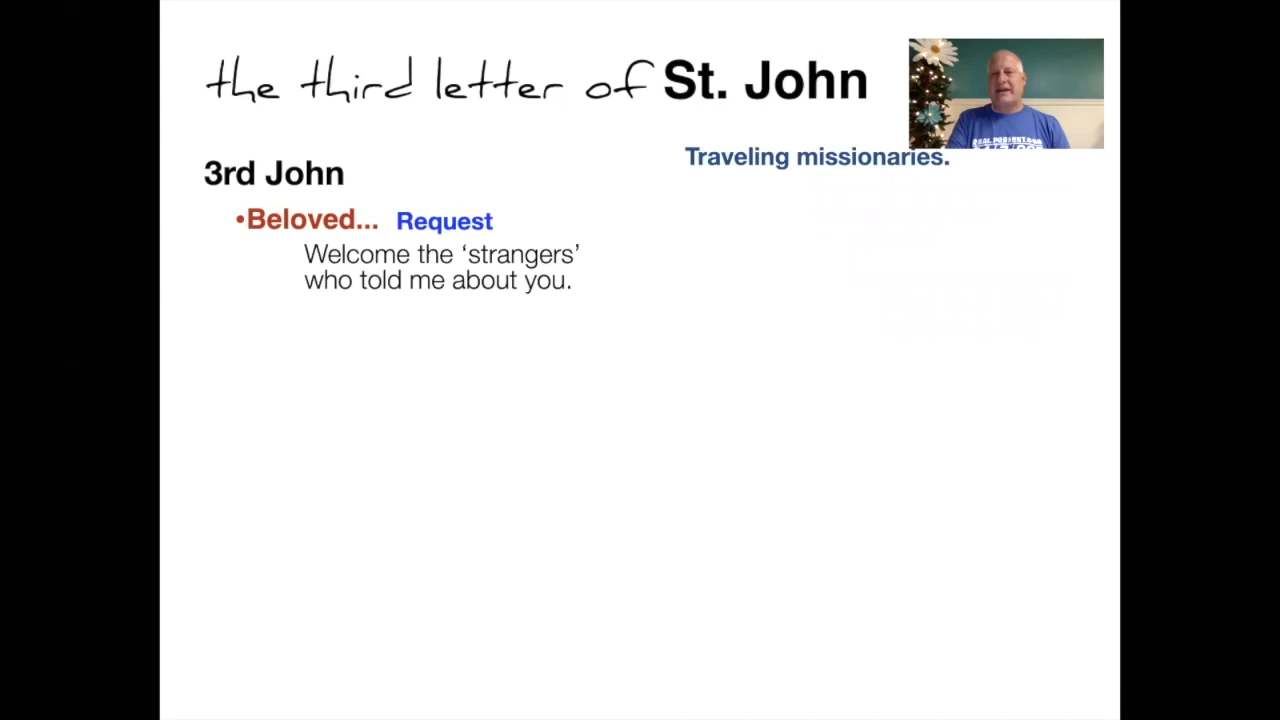 the third letter of St. John
Traveling missionaries.
3rd John
•Beloved... Request
Welcome the ‘strangers’
who told me about you.